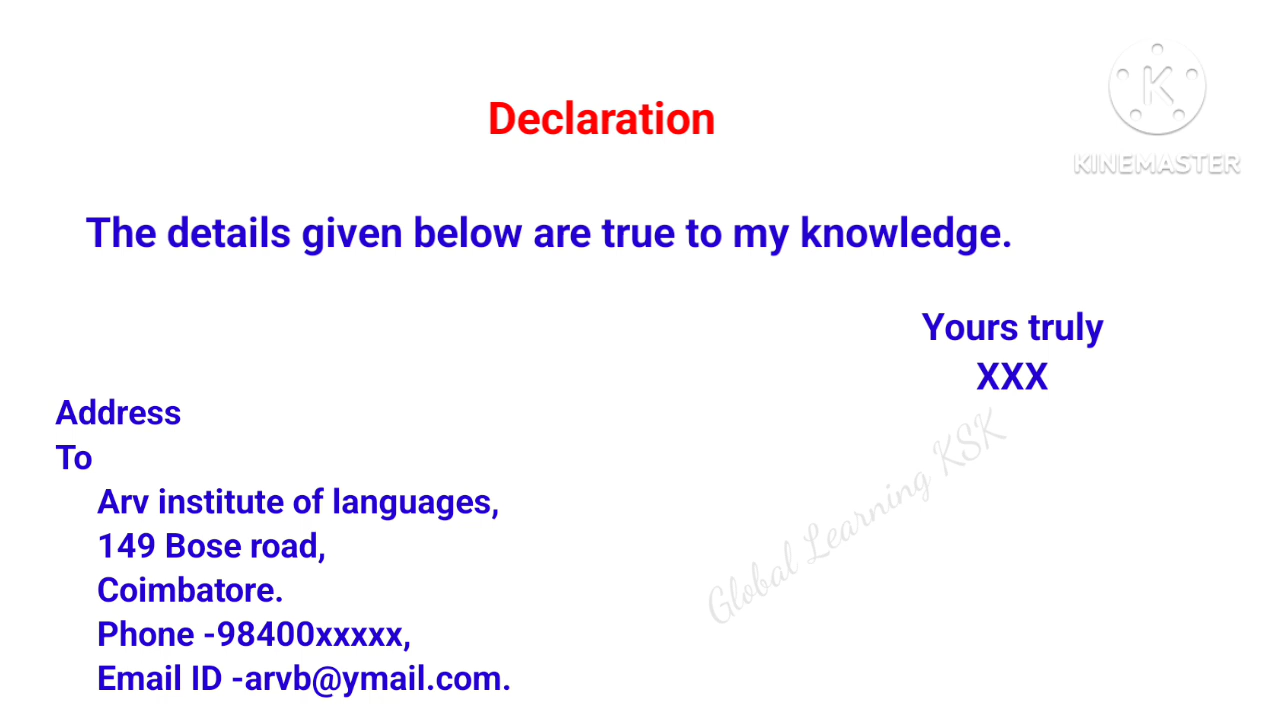 Declaration
KINEMASTER
The details given below are true to my knowledge.
Yours truly
XXX
Address
To
Arv institute of languages,
149 Bose road,
Coimbatore.
Phone -98400xxxxx,
Email ID -arvb@ymail.com.
Global Learning KSK